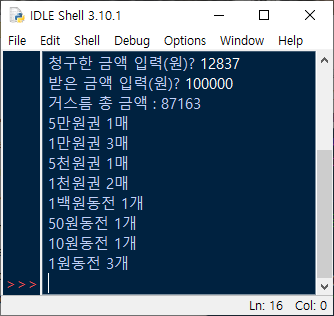 IDLE Shell 3.10.1
File Edit Shell Debug Options Window Help
청구한 금액 입력(원)? 12837
받은 금액 입력(원)? 100000
거스름 총 금액 : 87163
5만원권 1매
1만원권 3매
5천원권 1매
1천원권 2매
1백원동전 1개
50원동전 1개
10원동전 1개
1원동전 3개
>>>
Ln: 16 Col: 0